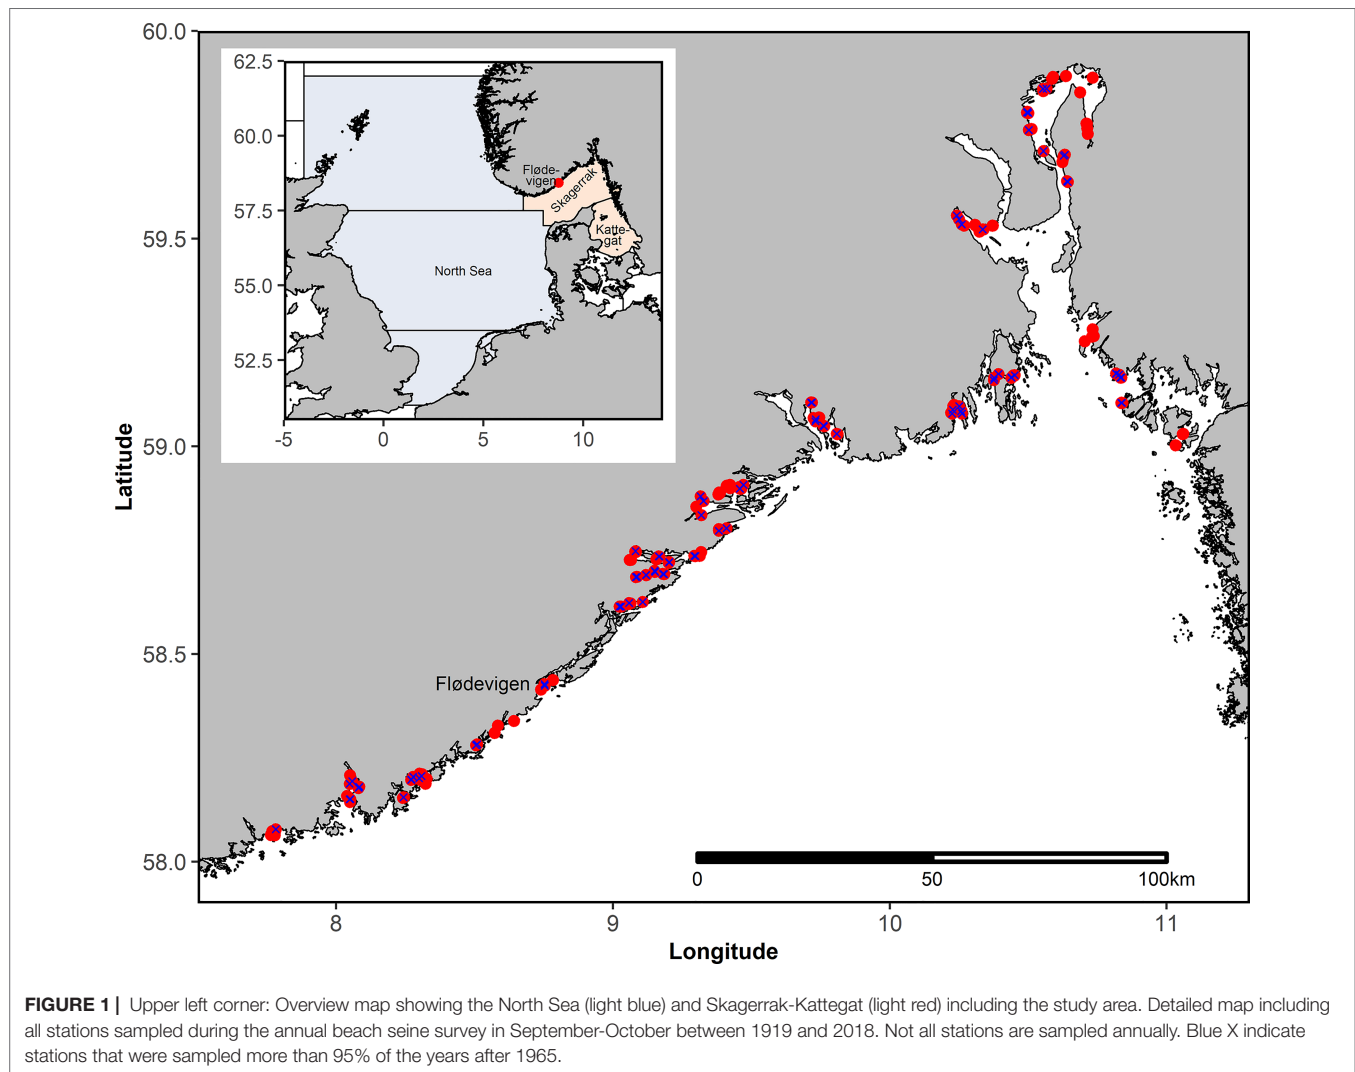 60.0
59.5
59.0
58.5
58.0
Latitude
8
9
10
11
Longitude
62.5
60.0
57.5
55.0
52.5
-5
0
5
10
Fløde-
vigen
Skagerrak
Katte-
gat
North Sea
Flødevigen
0
50
100km
FIGURE 1 | Upper left corner: Overview map showing the North Sea (light blue) and Skagerrak-Kattegat (light red) including the study area. Detailed map including
all stations sampled during the annual beach seine survey in September-October between 1919 and 2018. Not all stations are sampled annually. Blue X indicate
stations that were sampled more than 95% of the years after 1965.